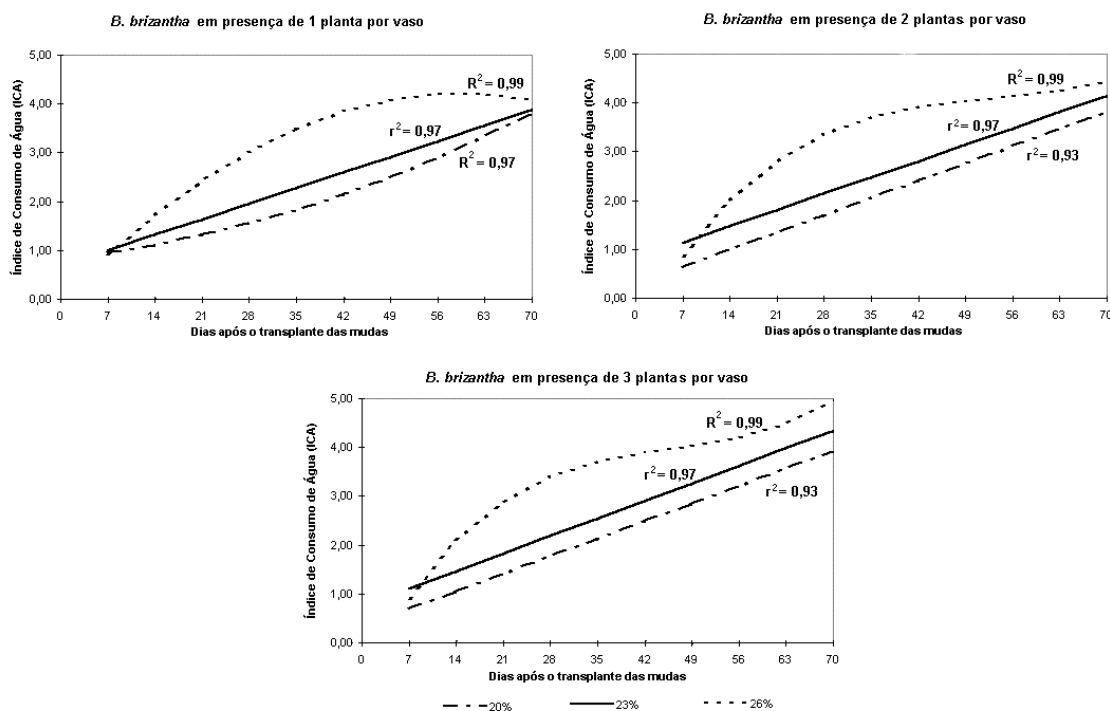 B. brizantha em presença de 1 planta por vaso
Índice de Consumo de Água (ICA)
5,00
4,00
3,00
2,00
1,00
0,00
R² = 0,99
r² = 0,97
R² = 0,97
0 7 14 21 28 35 42 49 56 63 70
Dias após o transplante das mudas
B. brizantha em presença de 2 plantas por vaso
Índice de Consumo de Água (ICA)
5,00
4,00
3,00
2,00
1,00
0,00
R² = 0,99
r² = 0,97
r² = 0,93
0 7 14 21 28 35 42 49 56 63 70
Dias após o transplante das mudas
B. brizantha em presença de 3 plantas por vaso
Índice de Consumo de Água (ICA)
5,00
4,00
3,00
2,00
1,00
0,00
R² = 0,99
r² = 0,97
r² = 0,93
0 7 14 21 28 35 42 49 56 63 70
Dias após o transplante das mudas
20% 23% 26%